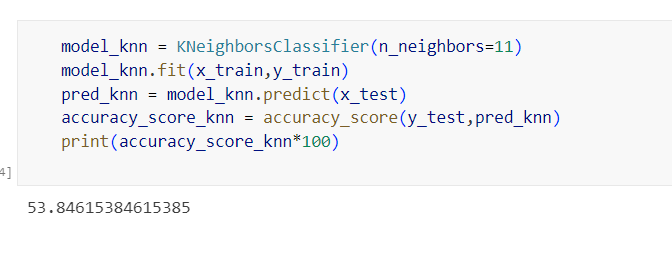 model_knn = KNeighborsClassifier(n_neighbors=11)
model_knn.fit(x_train,y_train)
pred_knn = model_knn.predict(x_test)
accuracy_score_knn = accuracy_score(y_test,pred_knn)
print(accuracy_score_knn*100)
4]
53.84615384615385